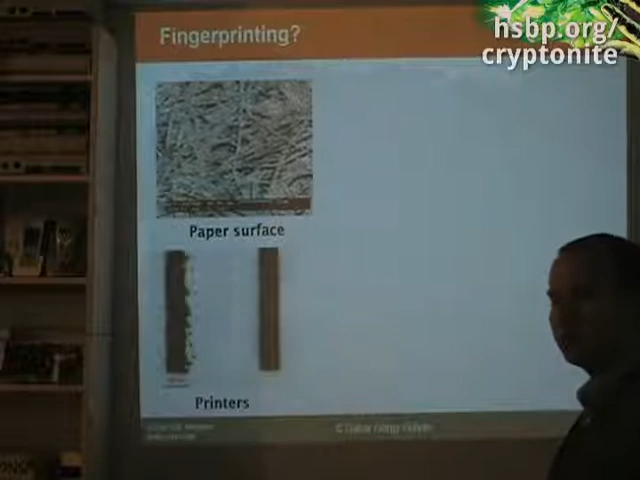 Fingerprinting?
hsbp.org/
cryptonite
Paper surface
Printers